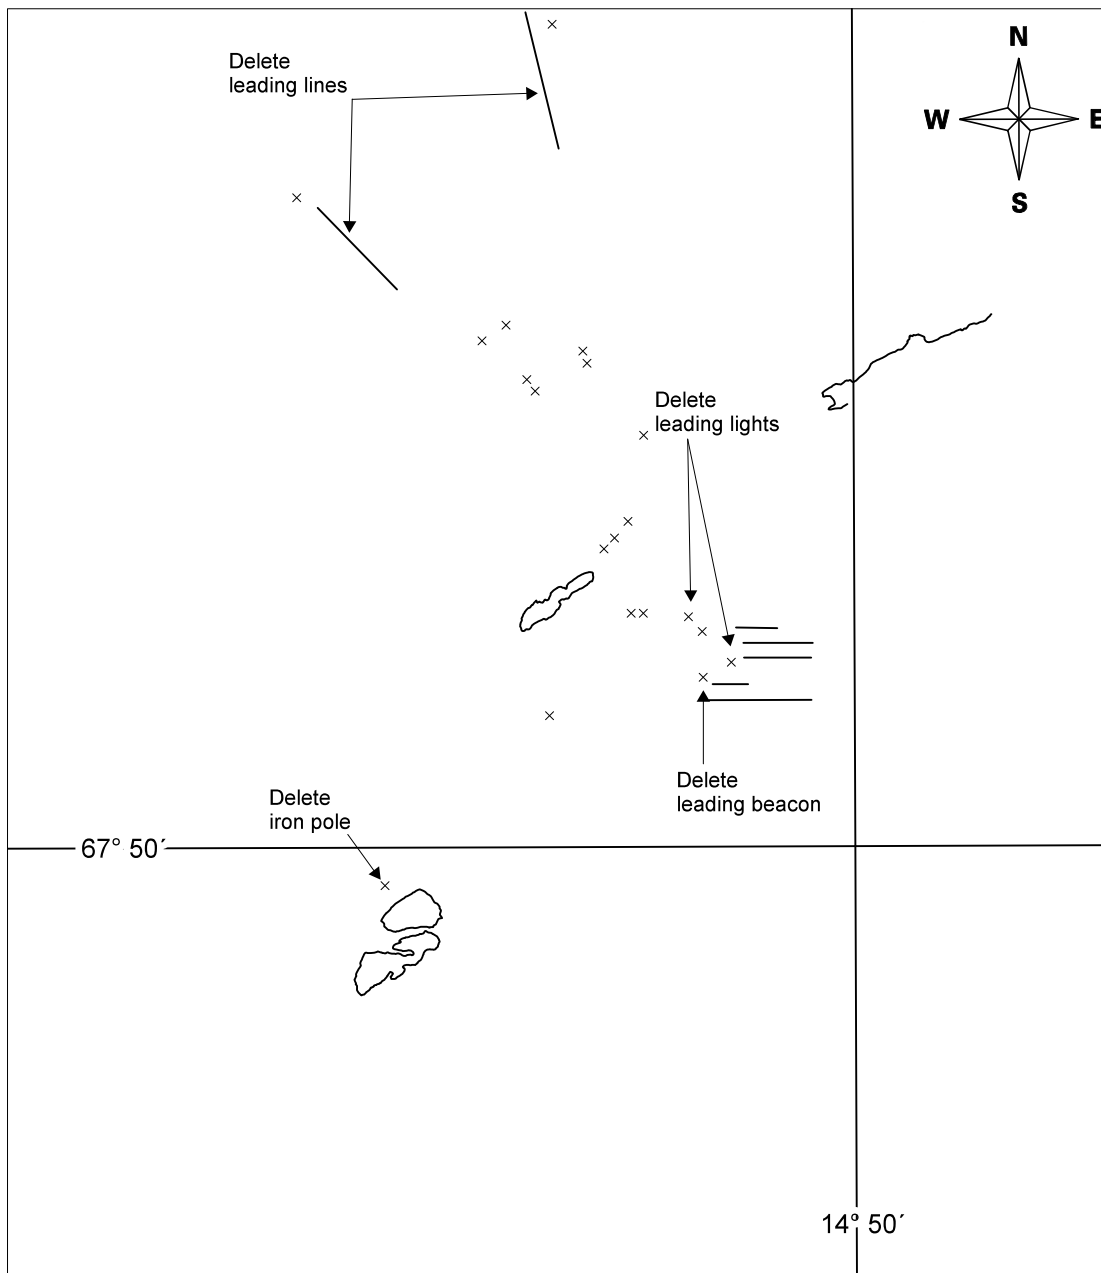 N
Delete
leading lines
W
E
S
Delete
leading lights
Delete
leading beacon
Delete
iron pole
67° 50´
14° 50´